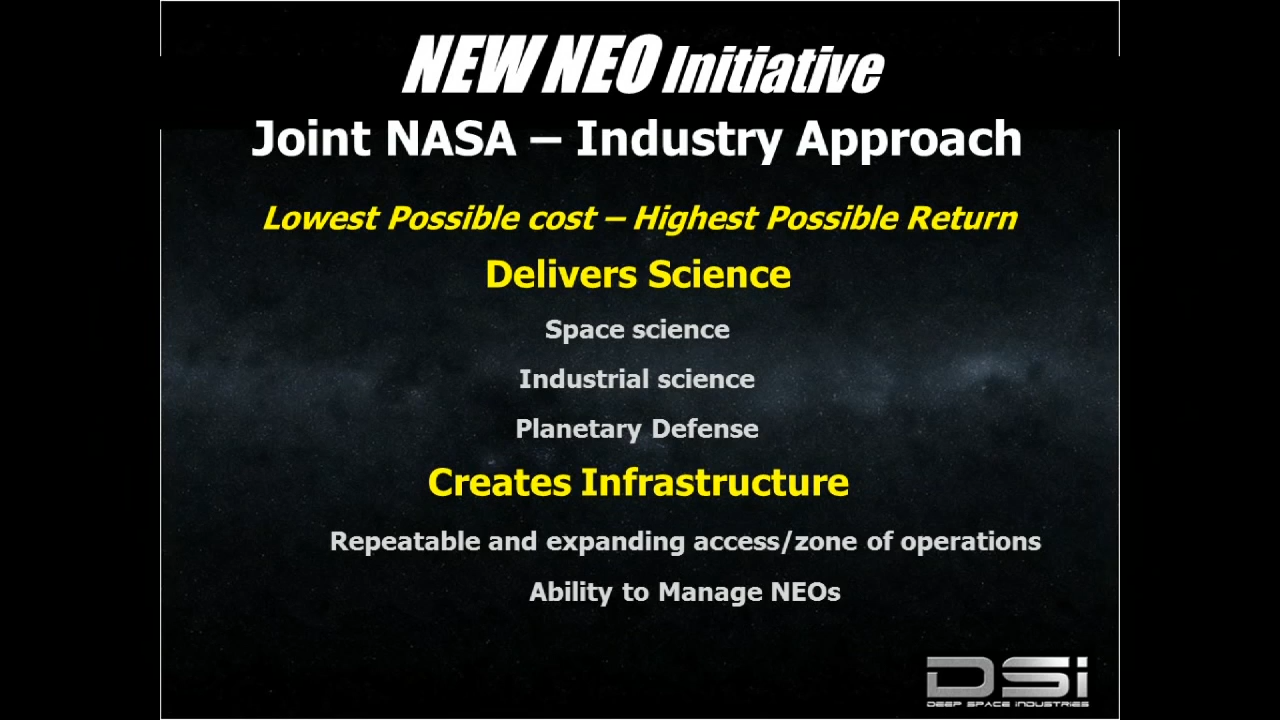 NEW NEO Initiative
Joint NASA – Industry Approach
Lowest Possible cost – Highest Possible Return
Delivers Science
Space science
Industrial science
Planetary Defense
Creates Infrastructure
Repeatable and expanding access/zone of operations
Ability to Manage NEOs
DSi
DEEP SPACE iNDUSTRiES